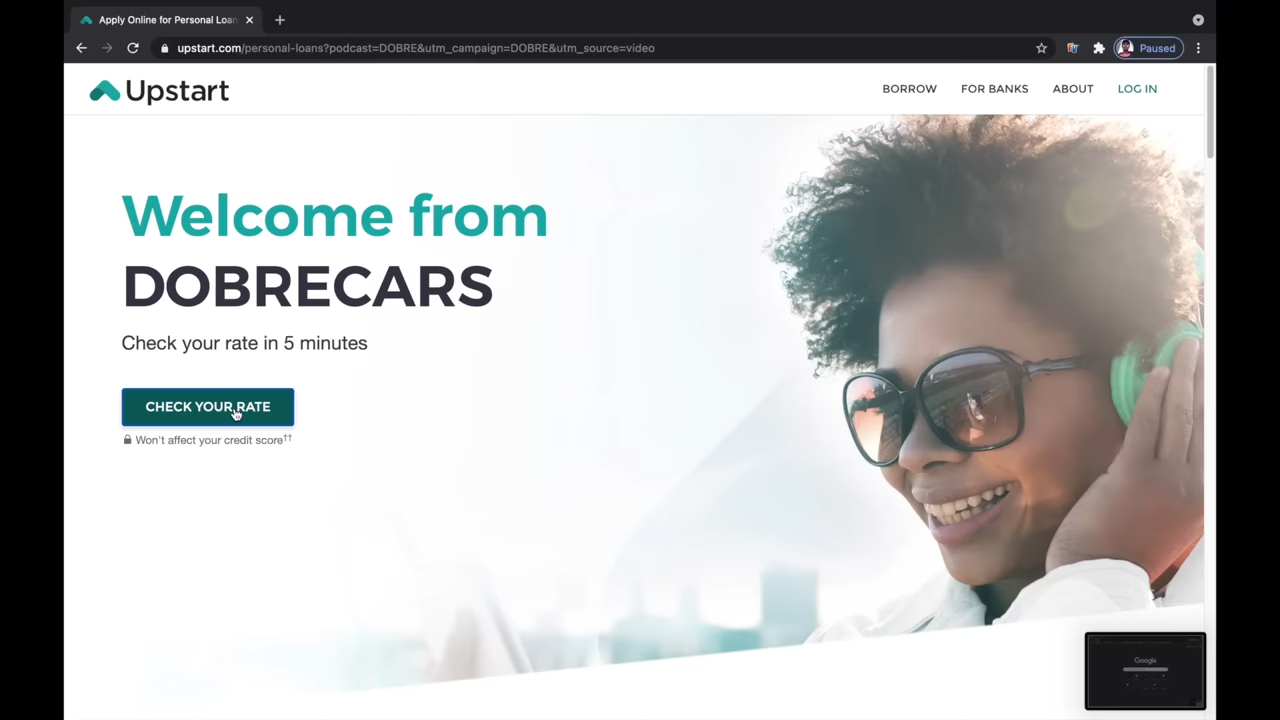 Apply Online for Personal Loan
upstart.com/personal-loans?podcast=DOBRE&utm_campaign=DOBRE&utm_source=video
Paused
Upstart
BORROW
FOR BANKS
ABOUT
LOG IN
Welcome from
DOBRECARS
Check your rate in 5 minutes
CHECK YOUR RATE
Won't affect your credit score††
Google